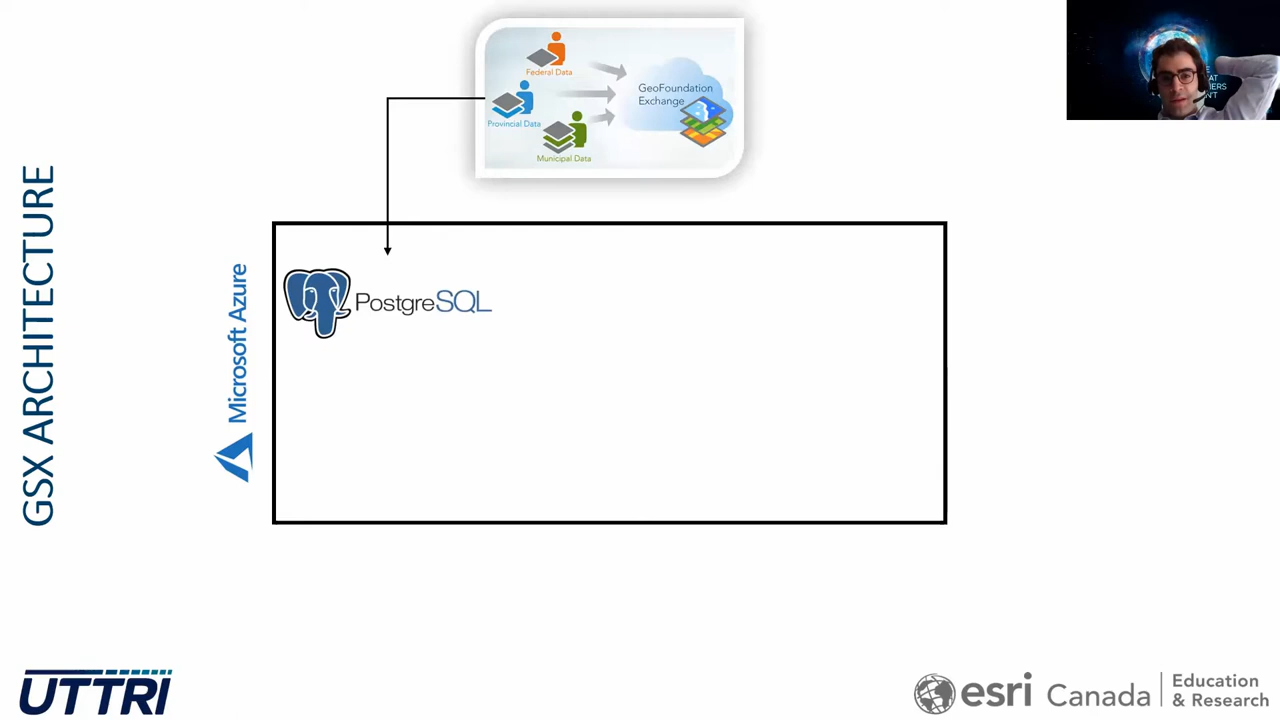 GSX ARCHITECTURE
Federal Data
Provincial Data
Municipal Data
GeoFoundation
Exchange
Microsoft Azure
PostgreSQL
UTTRI
esri Canada
Education
& Research